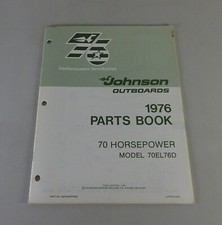 Johnson
OUTBOARDS
1976
PARTS BOOK
70 HORSEPOWER
MODEL 70EL76D